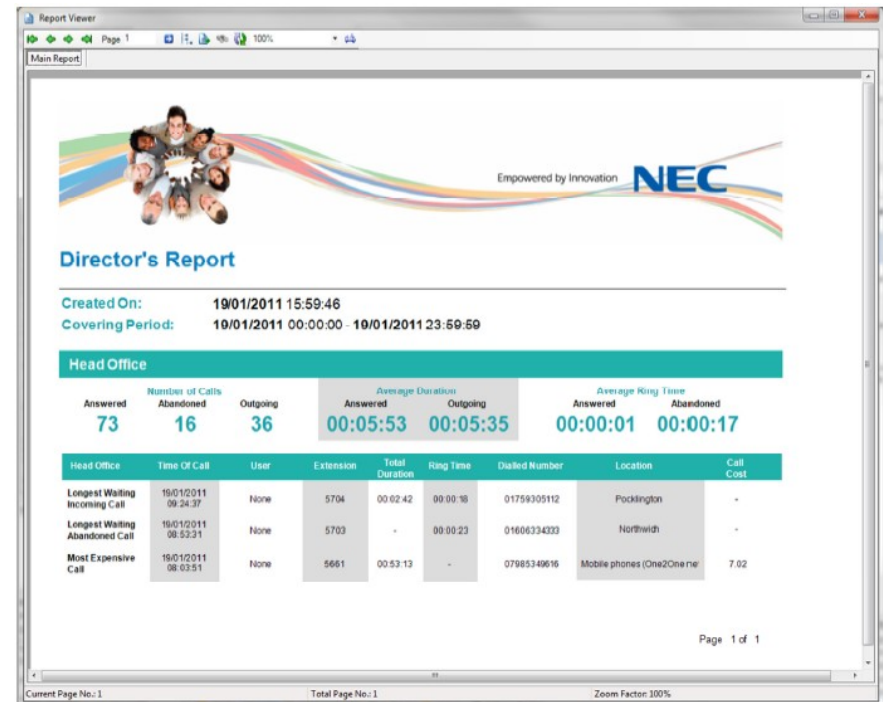 Report Viewer
Page 1 100%
Main Report
Empowered by Innovation NEC
Director's Report
Created On: 19/01/2011 15:59:46
Covering Period: 19/01/2011 00:00:00 - 19/01/2011 23:59:59
Head Office
Number of Calls Average Duration Average Ring Time
Answered Abandoned Outgoing Answered Outgoing Answered Abandoned
73 16 36 00:05:53 00:05:35 00:00:01 00:00:17
Head Office Time Of Call User Extension Total Duration Ring Time Dialled Number Location Call Cost
Longest Waiting Incoming Call 19/01/2011 09:24:37 None 5704 00:02:42 00:00:18 01759305112 Pocklington -
Longest Waiting Abandoned Call 19/01/2011 08:53:31 None 5703 - 00:00:23 01606334333 Northwich -
Most Expensive Call 19/01/2011 08:03:51 None 5661 00:53:13 - 07985349616 Mobile phones (One2One ne 7.02
Page 1 of 1
Current Page No.: 1 Total Page No.: 1 Zoom Factor: 100%